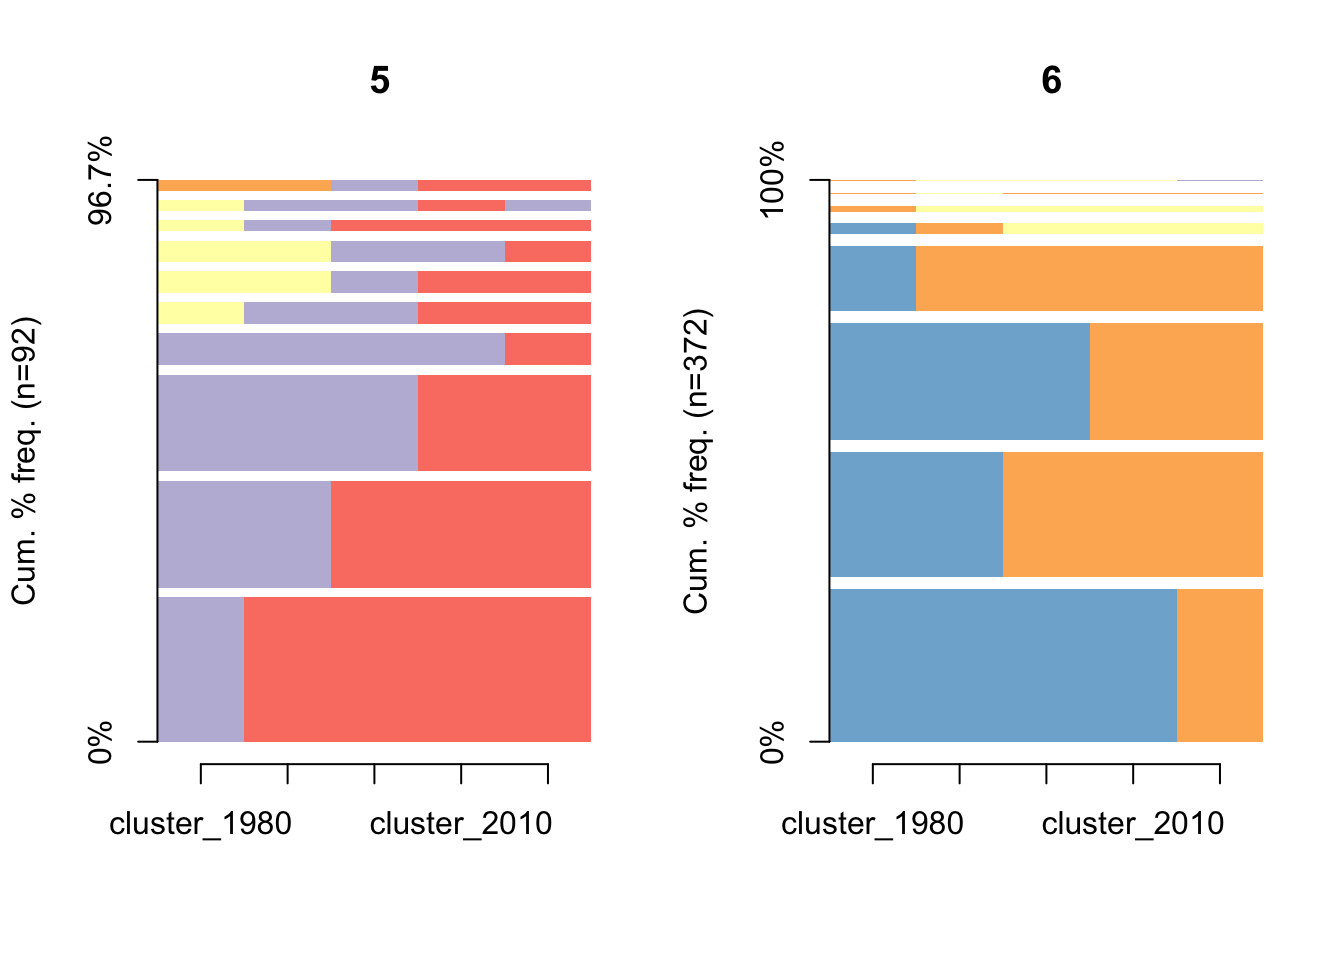 5
96.7%
Cum. % freq. (n=92)
0%
cluster_1980
cluster_2010
6
100%
Cum. % freq. (n=372)
0%
cluster_1980
cluster_2010